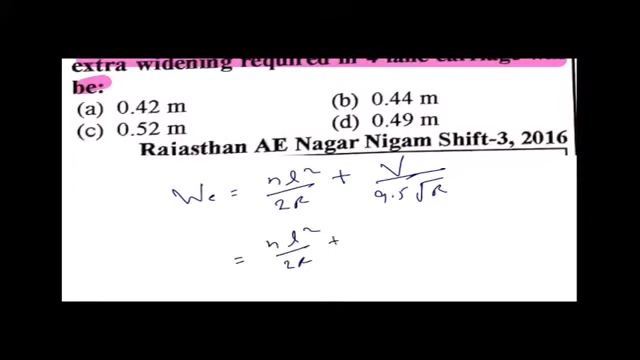 extra widening required in 4 lane carriage way
be:
(a) 0.42 m (b) 0.44 m
(c) 0.52 m (d) 0.49 m
Rajasthan AE Nagar Nigam Shift-3, 2016
We = nl²/2R + V/9.5√R
= nl²/2R +